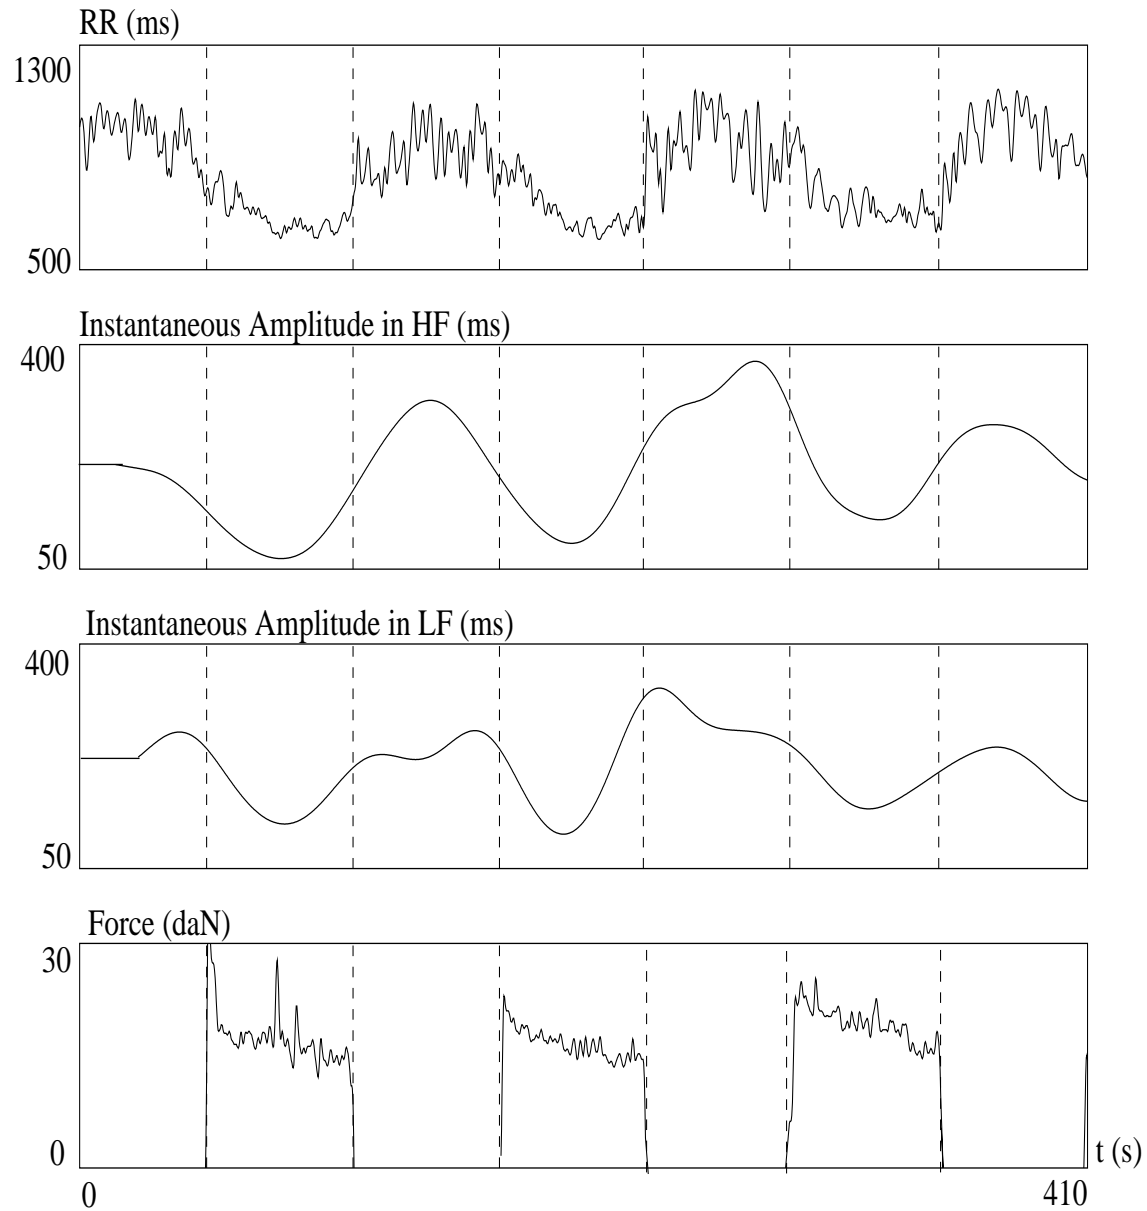 RR (ms)
1300
500
Instantaneous Amplitude in HF (ms)
400
50
Instantaneous Amplitude in LF (ms)
400
50
Force (daN)
30
0
t (s)
0
410